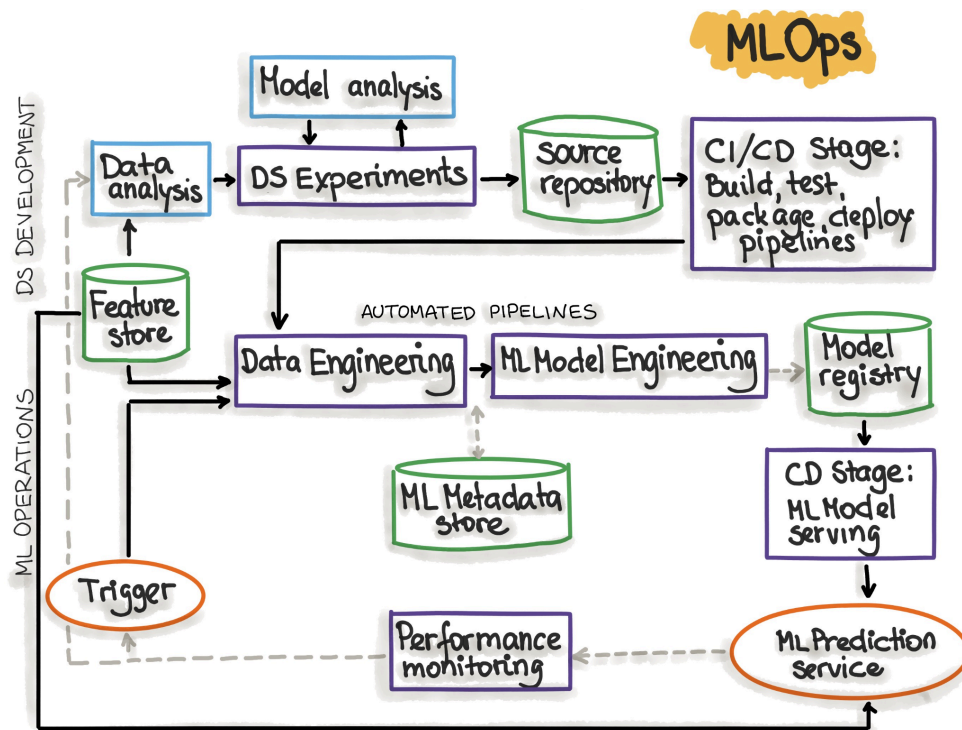 MLOps
Model analysis
Data
analysis
DS Experiments
Source
repository
CI/CD Stage:
Build, test,
package, deploy
pipelines
DS DEVELOPMENT
Feature
store
AUTOMATED PIPELINES
Data Engineering
ML Model Engineering
Model
registry
ML Metadata
store
CD Stage:
ML Model
serving
ML OPERATIONS
Trigger
Performance
monitoring
ML Prediction
service